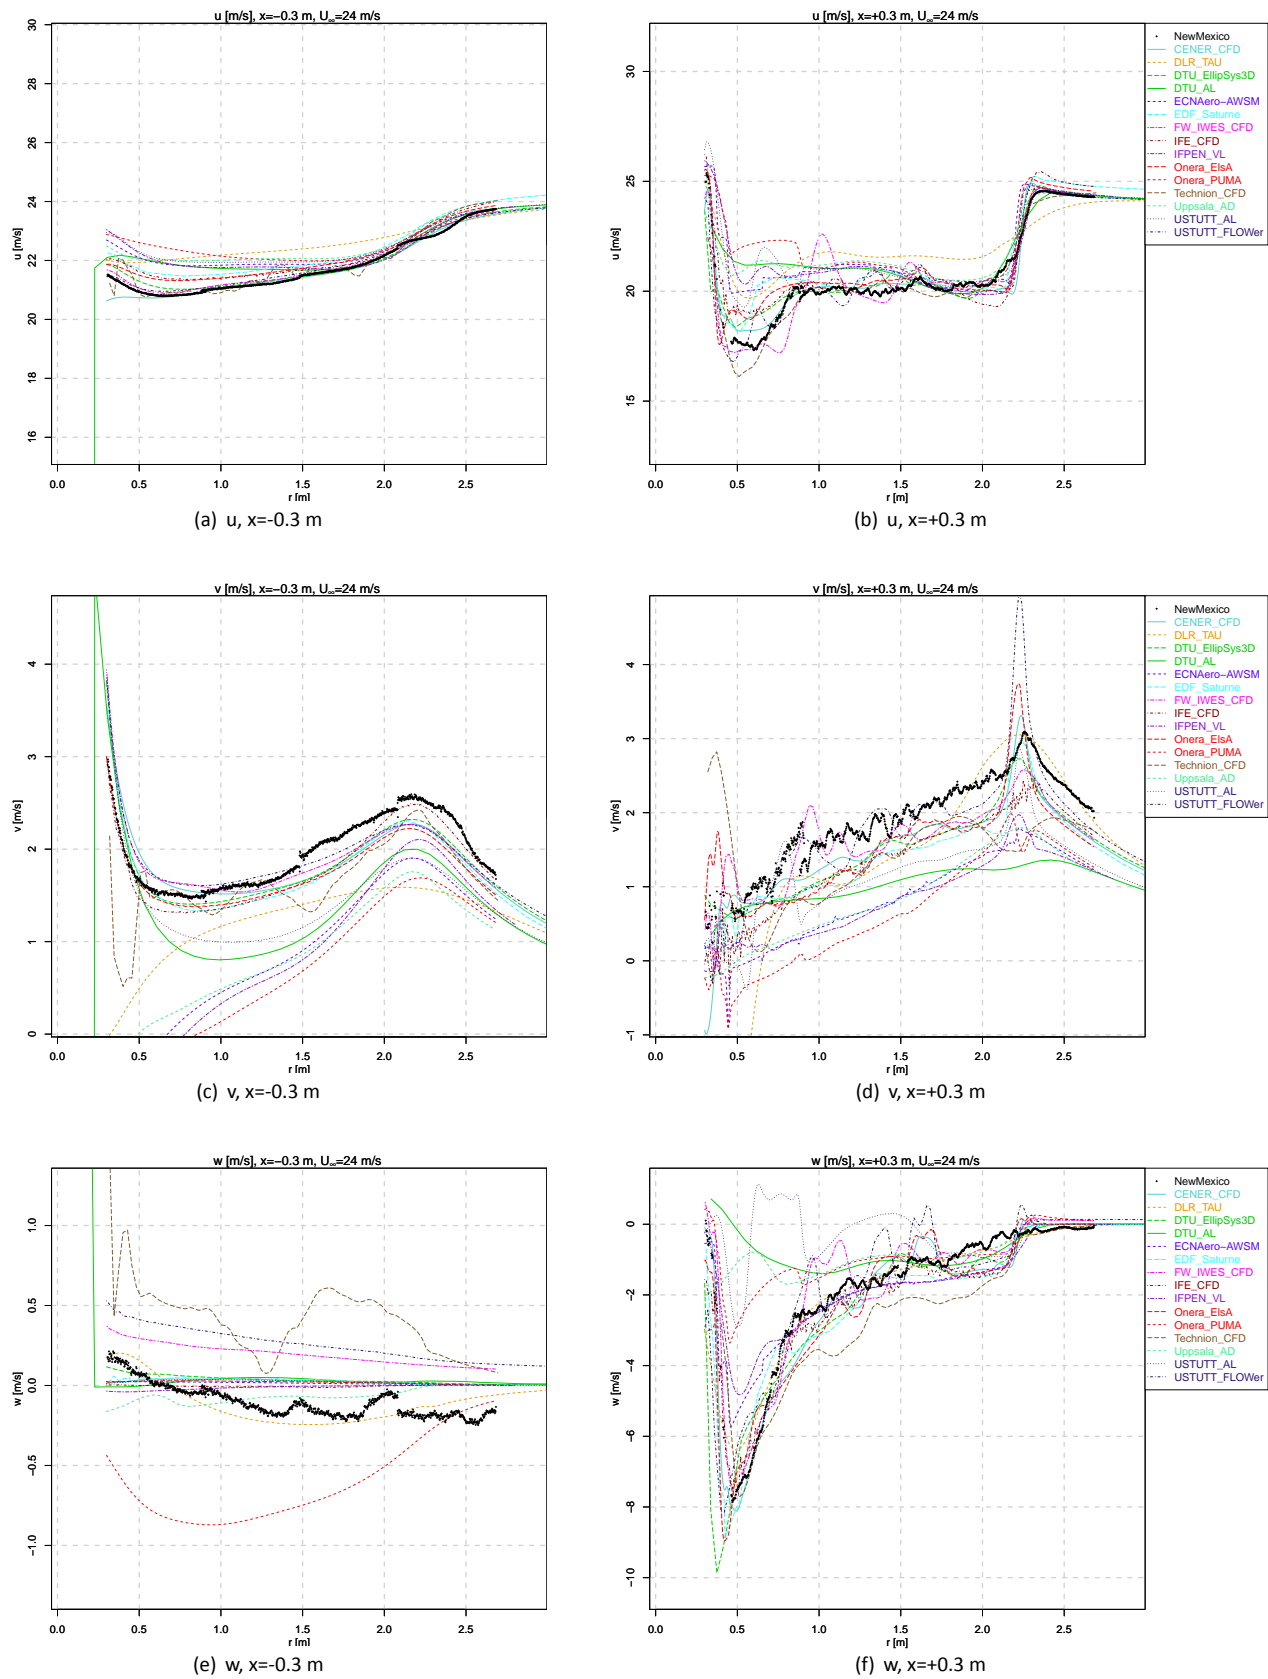 u [m/s], x=−0.3 m, U∞=24 m/s
u [m/s]
30
28
26
24
22
20
18
16
0.0 0.5 1.0 1.5 2.0 2.5
r [m]
(a) u, x=-0.3 m
u [m/s], x=+0.3 m, U∞=24 m/s
u [m/s]
30
25
20
15
0.0 0.5 1.0 1.5 2.0 2.5
r [m]
(b) u, x=+0.3 m
NewMexico
CENER_CFD
DLR_TAU
DTU_EllipSys3D
DTU_AL
ECNAero−AWSM
EDF_Saturne
FW_IWES_CFD
IFE_CFD
IFPEN_VL
Onera_ElsA
Onera_PUMA
Technion_CFD
Uppsala_AD
USTUTT_AL
USTUTT_FLOWer
v [m/s], x=−0.3 m, U∞=24 m/s
v [m/s]
4
3
2
1
0
0.0 0.5 1.0 1.5 2.0 2.5
r [m]
(c) v, x=-0.3 m
v [m/s], x=+0.3 m, U∞=24 m/s
v [m/s]
4
3
2
1
0
−1
0.0 0.5 1.0 1.5 2.0 2.5
r [m]
(d) v, x=+0.3 m
NewMexico
CENER_CFD
DLR_TAU
DTU_EllipSys3D
DTU_AL
ECNAero−AWSM
EDF_Saturne
FW_IWES_CFD
IFE_CFD
IFPEN_VL
Onera_ElsA
Onera_PUMA
Technion_CFD
Uppsala_AD
USTUTT_AL
USTUTT_FLOWer
w [m/s], x=−0.3 m, U∞=24 m/s
w [m/s]
1.0
0.5
0.0
−0.5
−1.0
0.0 0.5 1.0 1.5 2.0 2.5
r [m]
(e) w, x=-0.3 m
w [m/s], x=+0.3 m, U∞=24 m/s
w [m/s]
0
−2
−4
−6
−8
−10
0.0 0.5 1.0 1.5 2.0 2.5
r [m]
(f) w, x=+0.3 m
NewMexico
CENER_CFD
DLR_TAU
DTU_EllipSys3D
DTU_AL
ECNAero−AWSM
EDF_Saturne
FW_IWES_CFD
IFE_CFD
IFPEN_VL
Onera_ElsA
Onera_PUMA
Technion_CFD
Uppsala_AD
USTUTT_AL
USTUTT_FLOWer